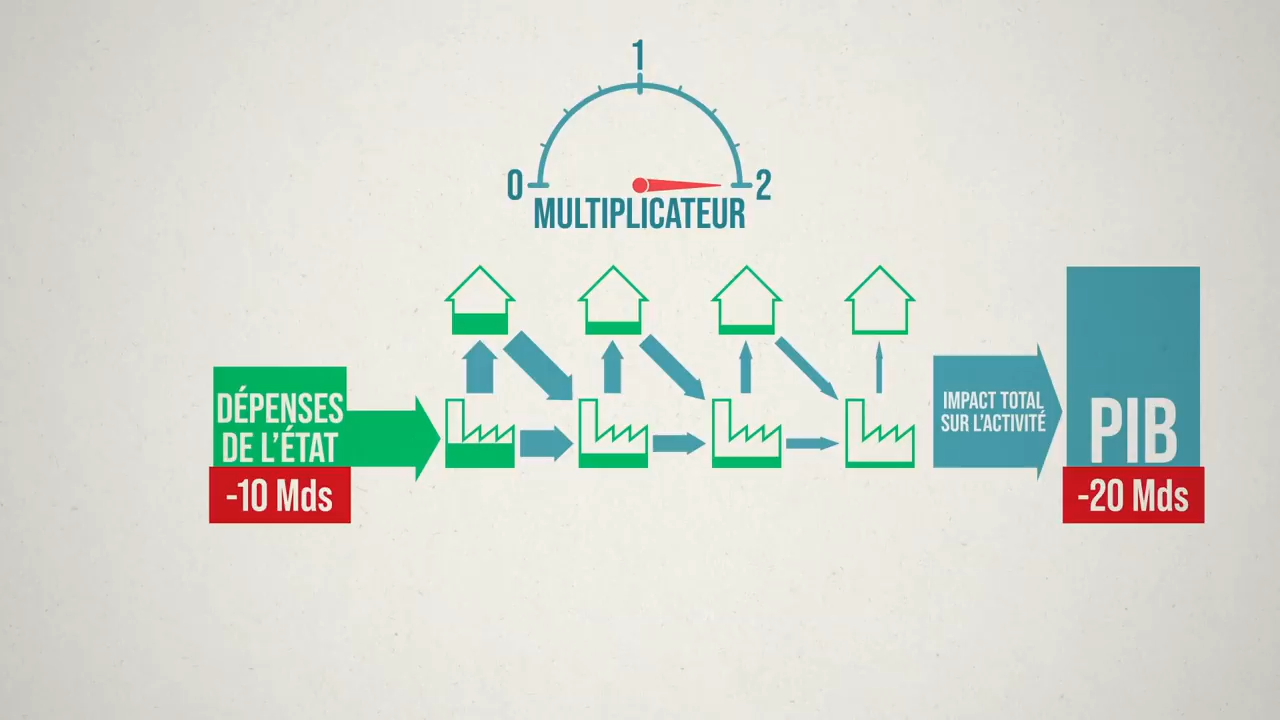 1
0
2
MULTIPLICATEUR
DÉPENSES
DE L'ÉTAT
-10 Mds
IMPACT TOTAL
SUR L'ACTIVITÉ
PIB
-20 Mds